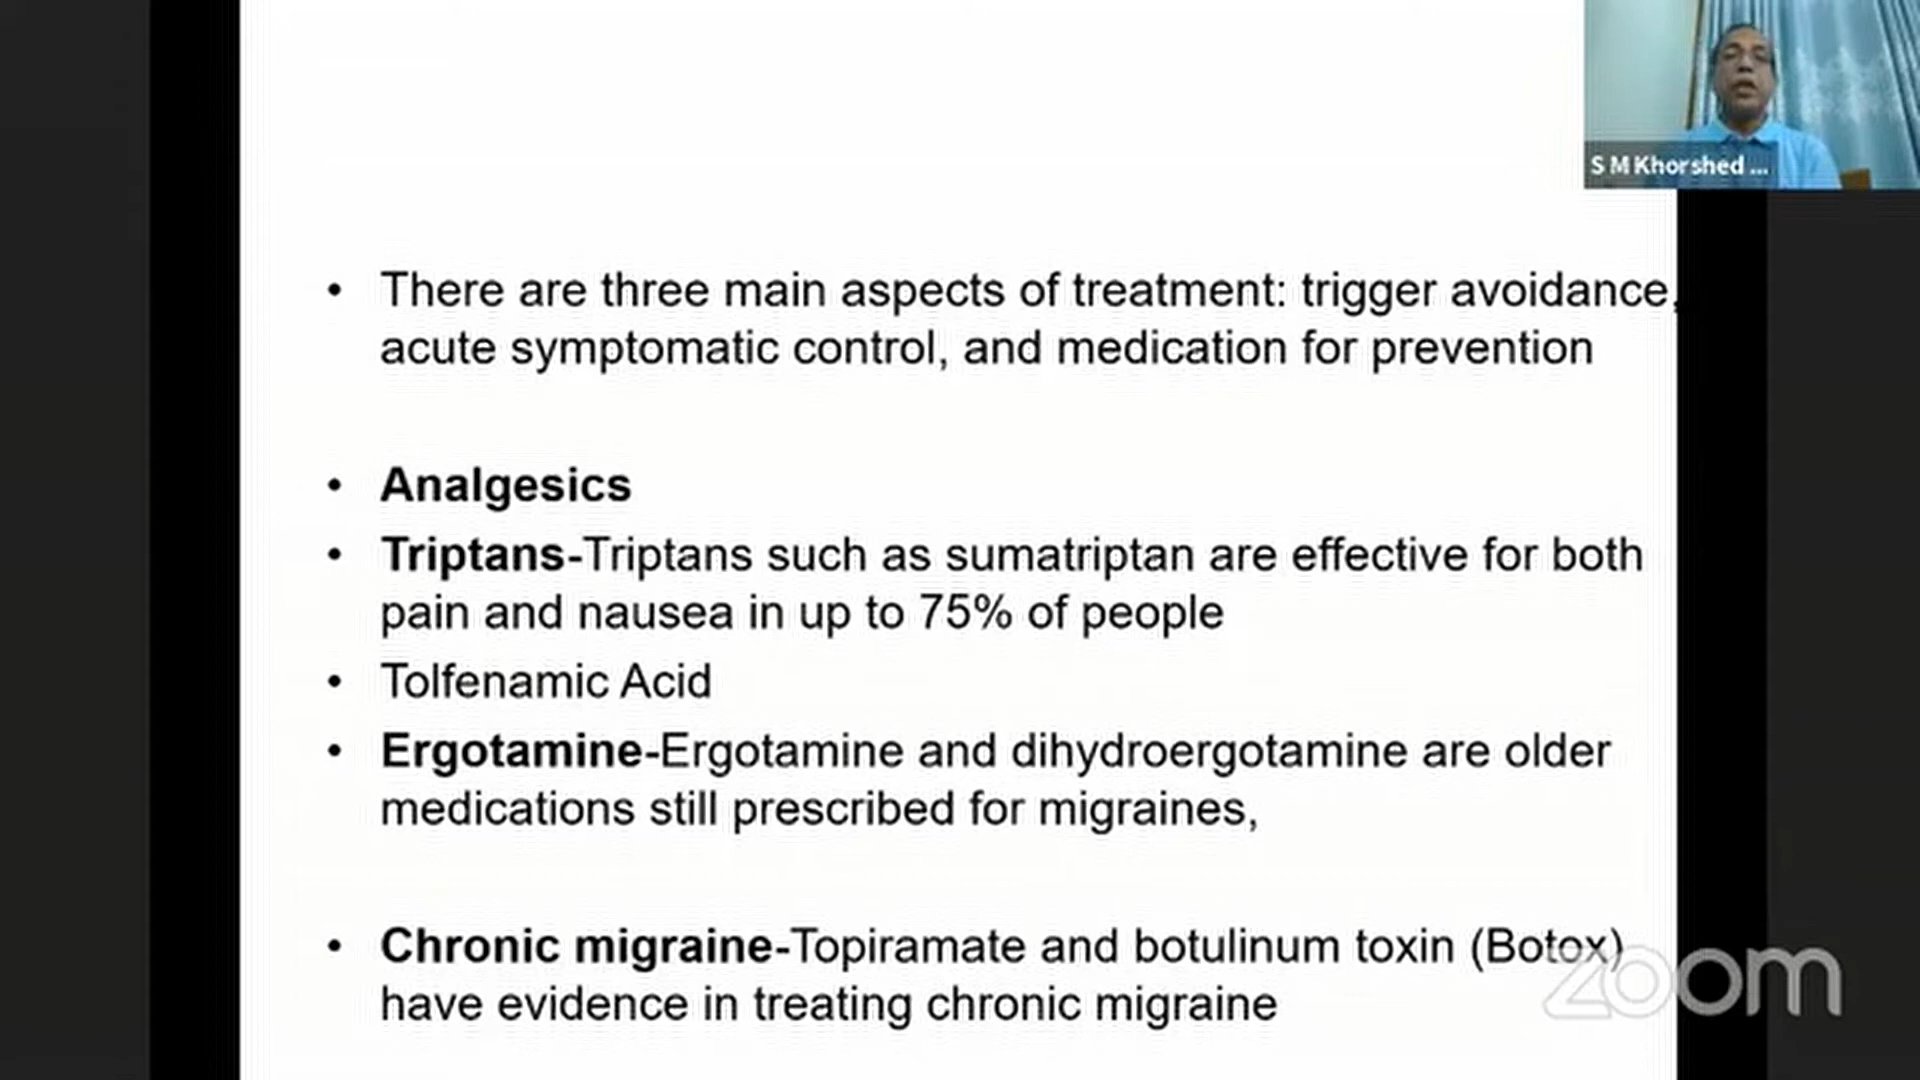 S M Khorshed ...
• There are three main aspects of treatment: trigger avoidance,
acute symptomatic control, and medication for prevention
• Analgesics
• Triptans-Triptans such as sumatriptan are effective for both
pain and nausea in up to 75% of people
• Tolfenamic Acid
• Ergotamine-Ergotamine and dihydroergotamine are older
medications still prescribed for migraines,
• Chronic migraine-Topiramate and botulinum toxin (Botox)
have evidence in treating chronic migraine
zoom